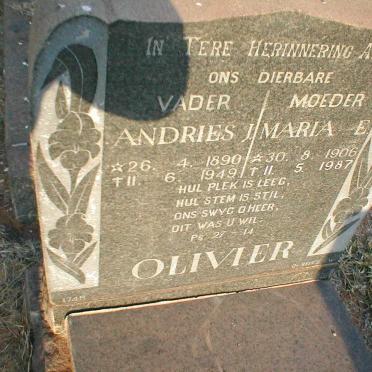 In Tere Herinnering A
ons dierbare
Vader Moeder
Andries J Maria E
☆ 26. 4. 1890 ☆ 30. 8. 1906
† 11. 6. 1949 † 11. 5. 1987
Hul plek is leeg,
Hul stem is stil,
Ons swyg o Heer,
Dit was U wil.
Ps. 27 - 14
Olivier
1745